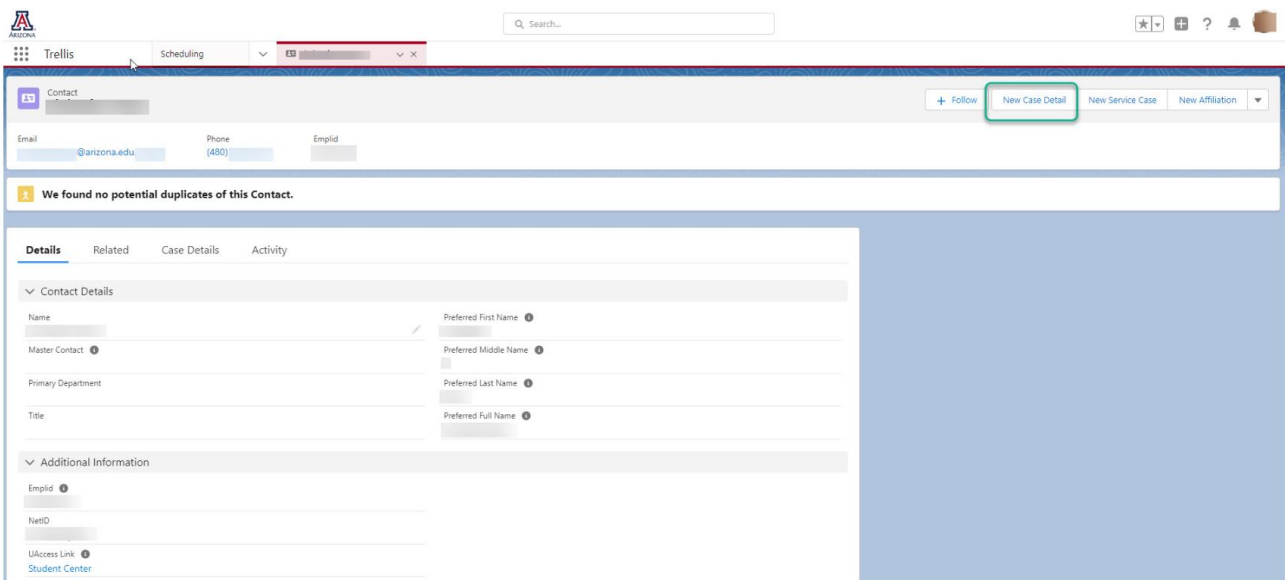 ARIZONA
Search...
Trellis
Scheduling
Contact
+ Follow
New Case Detail
New Service Case
New Affiliation
Email
Phone
Emplid
@arizona.edu
(480)
We found no potential duplicates of this Contact.
Details
Related
Case Details
Activity
Contact Details
Name
Preferred First Name
Master Contact
Preferred Middle Name
Primary Department
Preferred Last Name
Title
Preferred Full Name
Additional Information
Emplid
NetID
UAccess Link
Student Center